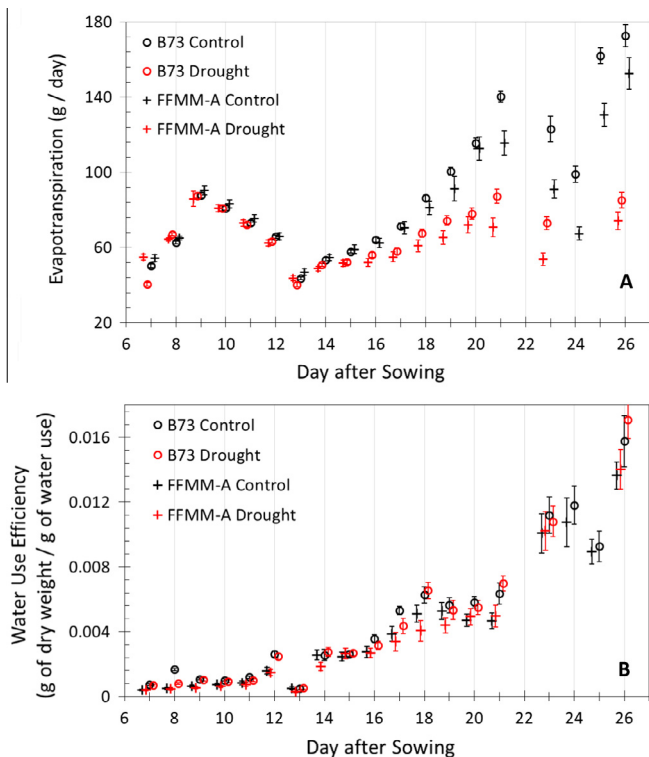 180
140
100
60
20
Evapotranspiration (g / day)
B73 Control
B73 Drought
FFMM-A Control
FFMM-A Drought
A
6 8 10 12 14 16 18 20 22 24 26
Day after Sowing
0.016
0.012
0.008
0.004
0
Water Use Efficiency
(g of dry weight / g of water use)
B73 Control
B73 Drought
FFMM-A Control
FFMM-A Drought
B
6 8 10 12 14 16 18 20 22 24 26
Day after Sowing